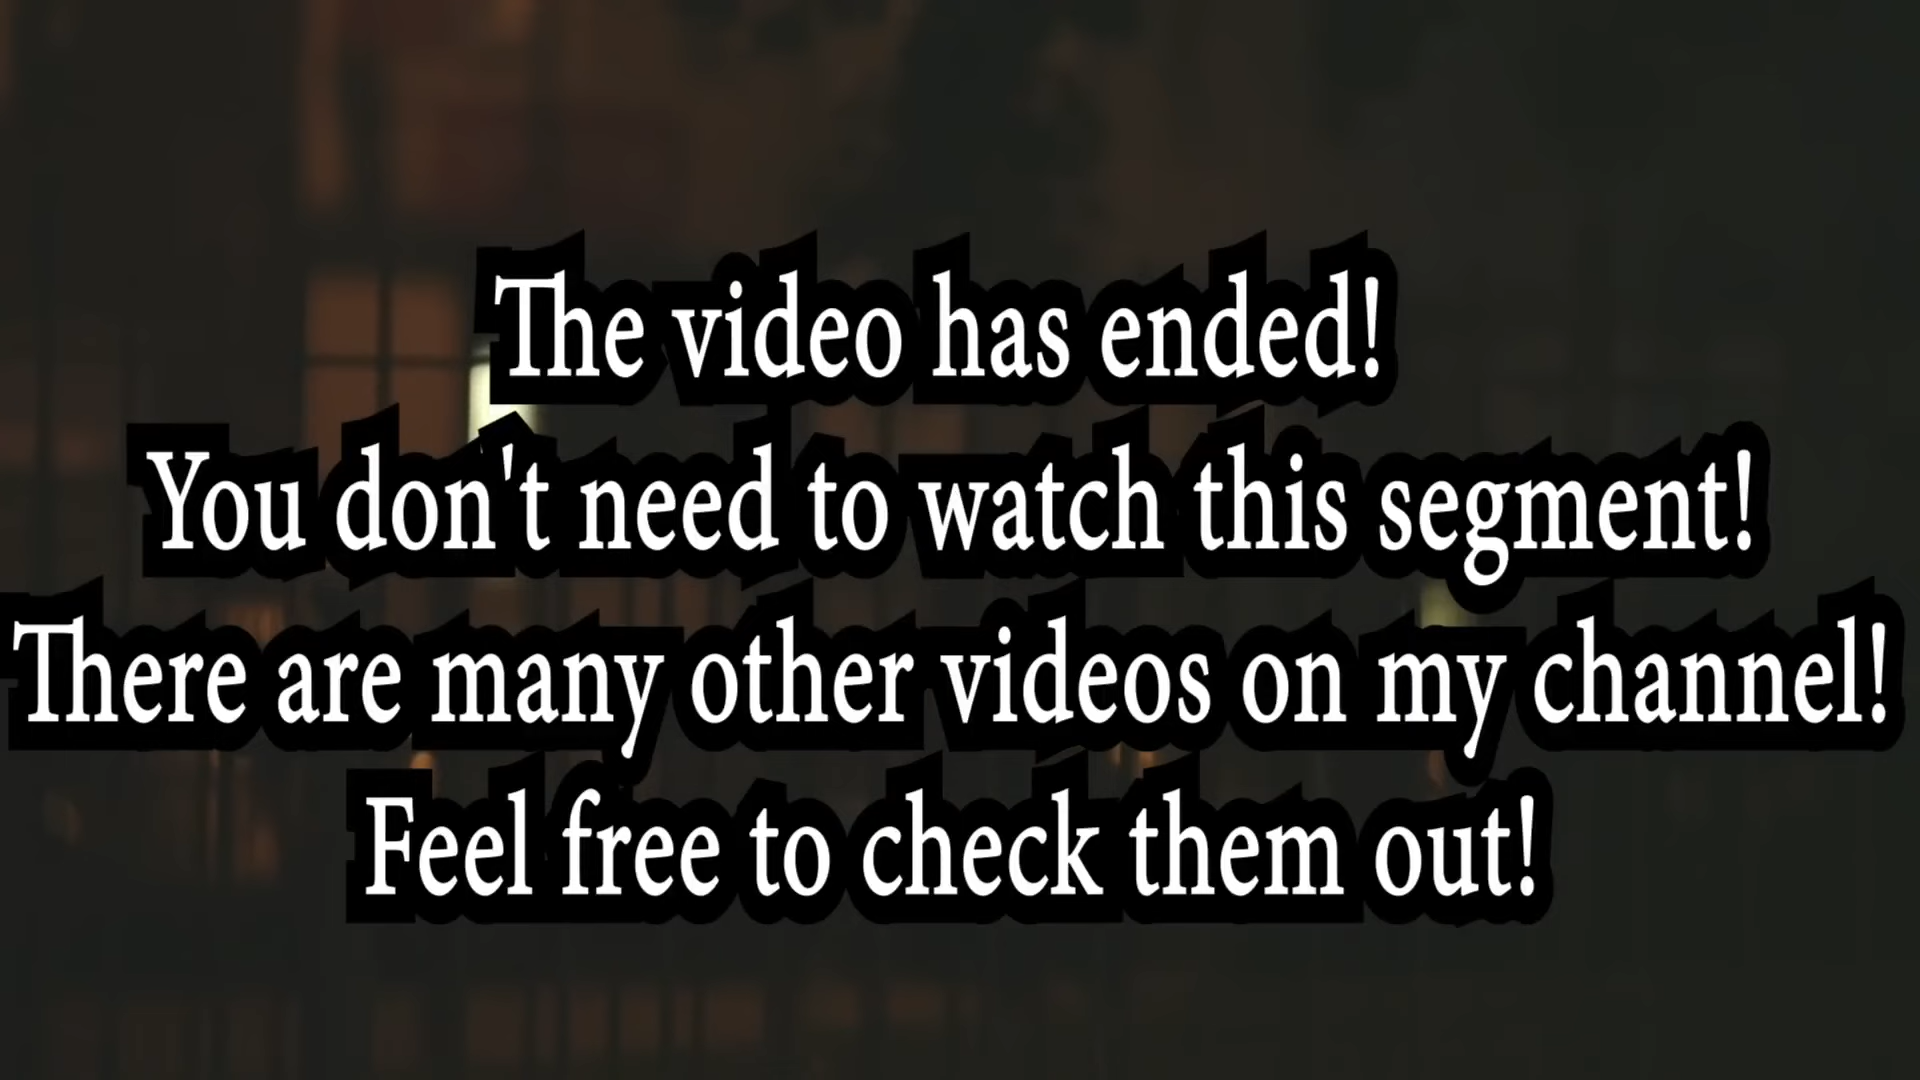 The video has ended!
You don't need to watch this segment!
There are many other videos on my channel!
Feel free to check them out!